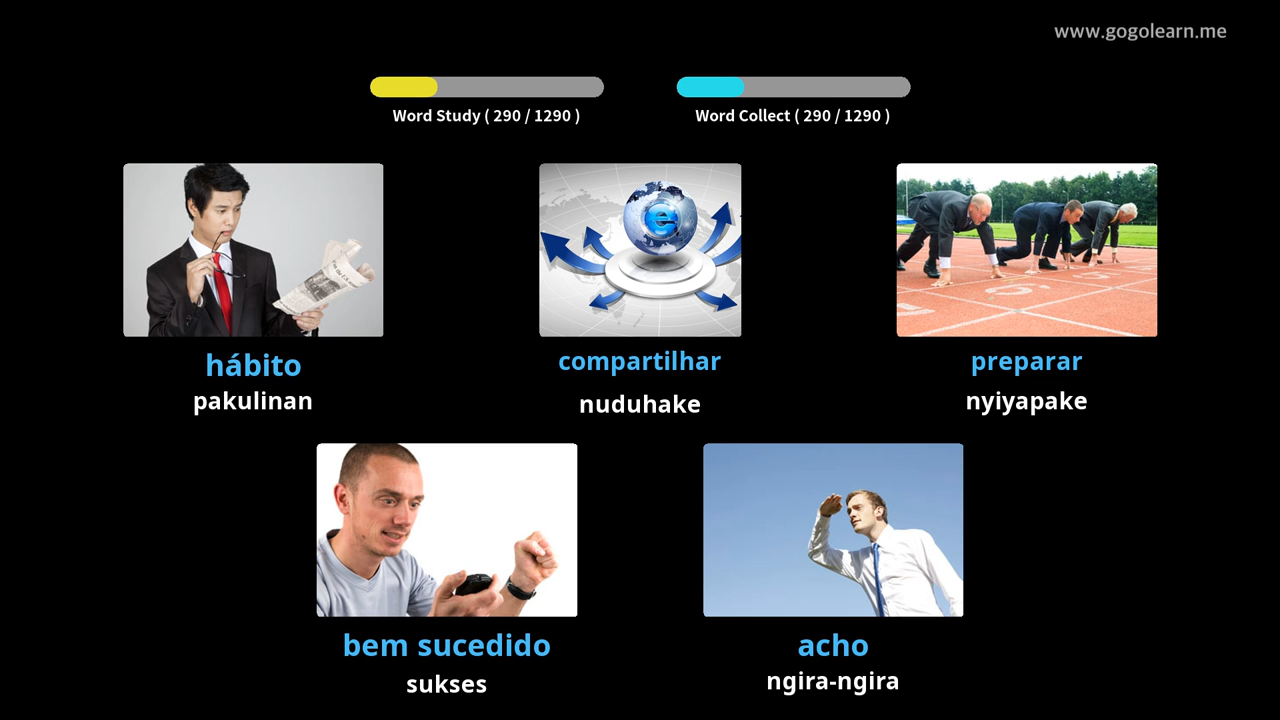 www.gogolearn.me
Word Study ( 290 / 1290 )
Word Collect ( 290 / 1290 )
hábito
pakulinan
compartilhar
nuduhake
preparar
nyiyapake
bem sucedido
sukses
acho
ngira-ngira